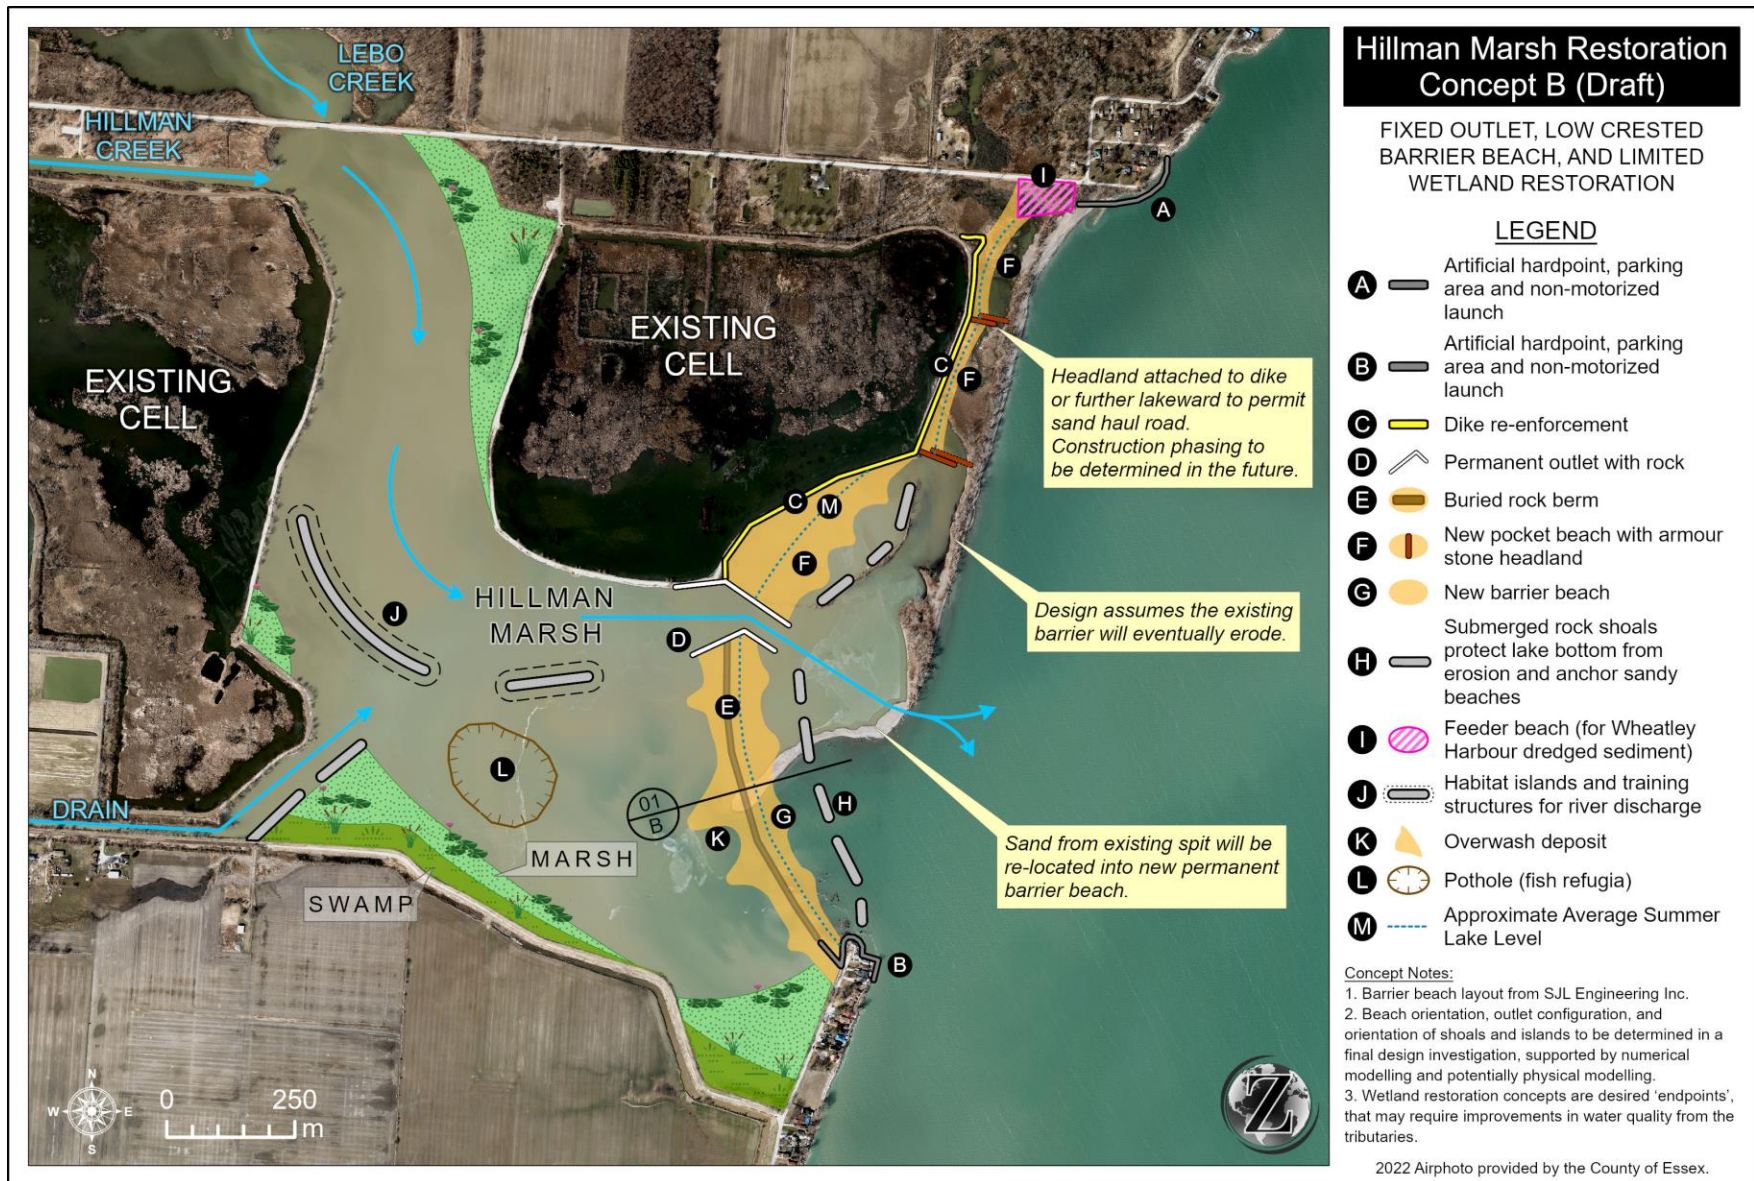 LEBO
CREEK
HILLMAN
CREEK
I
A
F
EXISTING
CELL
EXISTING
CELL
C
F
Headland attached to dike
or further lakeward to permit
sand haul road.
Construction phasing to
be determined in the future.
C
M
F
J
HILLMAN
MARSH
D
Design assumes the existing
barrier will eventually erode.
E
L
DRAIN
01
B
H
G
K
MARSH
SWAMP
Sand from existing spit will be
re-located into new permanent
barrier beach.
B
N
W
E
S
0
250
m
Z
Hillman Marsh Restoration
Concept B (Draft)
FIXED OUTLET, LOW CRESTED
BARRIER BEACH, AND LIMITED
WETLAND RESTORATION
LEGEND
A Artificial hardpoint, parking
area and non-motorized
launch
B Artificial hardpoint, parking
area and non-motorized
launch
C Dike re-enforcement
D Permanent outlet with rock
E Buried rock berm
F New pocket beach with armour
stone headland
G New barrier beach
H Submerged rock shoals
protect lake bottom from
erosion and anchor sandy
beaches
I Feeder beach (for Wheatley
Harbour dredged sediment)
J Habitat islands and training
structures for river discharge
K Overwash deposit
L Pothole (fish refugia)
M Approximate Average Summer
Lake Level
Concept Notes:
1. Barrier beach layout from SJL Engineering Inc.
2. Beach orientation, outlet configuration, and
orientation of shoals and islands to be determined in a
final design investigation, supported by numerical
modelling and potentially physical modelling.
3. Wetland restoration concepts are desired ‘endpoints’,
that may require improvements in water quality from the
tributaries.
2022 Airphoto provided by the County of Essex.